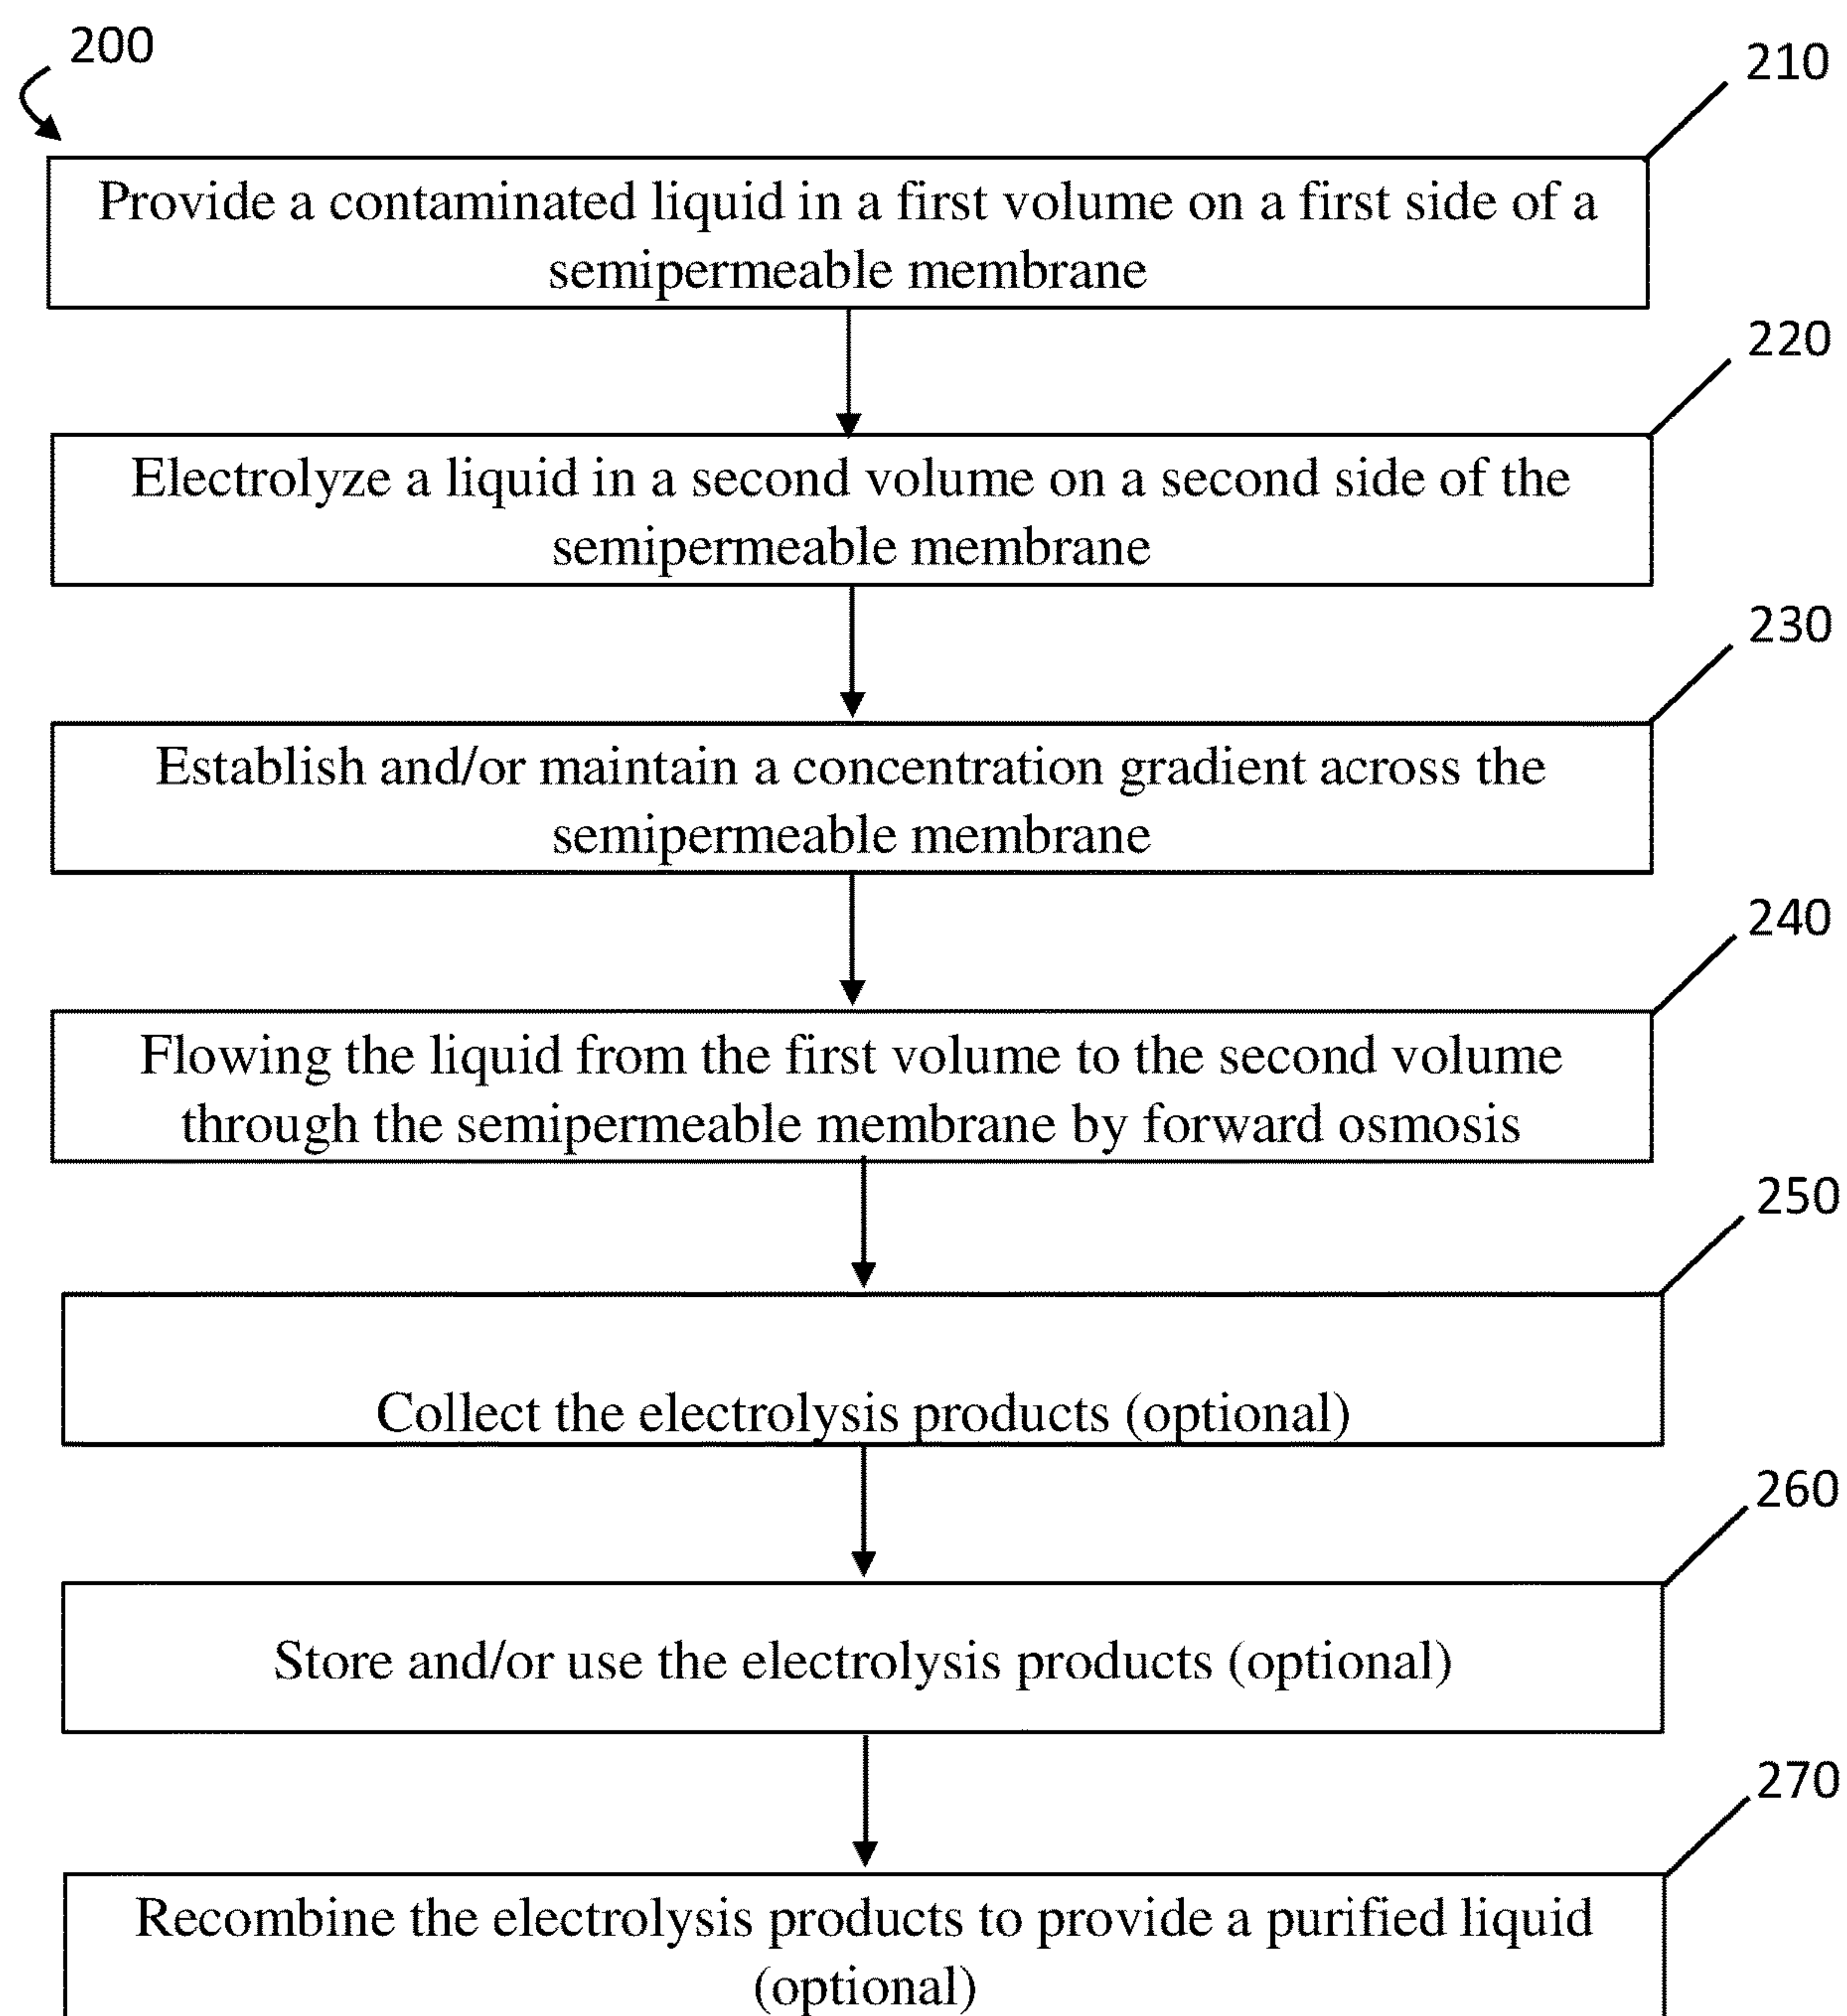 200
210
Provide a contaminated liquid in a first volume on a first side of a
semipermeable membrane
220
Electrolyze a liquid in a second volume on a second side of the
semipermeable membrane
230
Establish and/or maintain a concentration gradient across the
semipermeable membrane
240
Flowing the liquid from the first volume to the second volume
through the semipermeable membrane by forward osmosis
250
Collect the electrolysis products (optional)
260
Store and/or use the electrolysis products (optional)
270
Recombine the electrolysis products to provide a purified liquid
(optional)